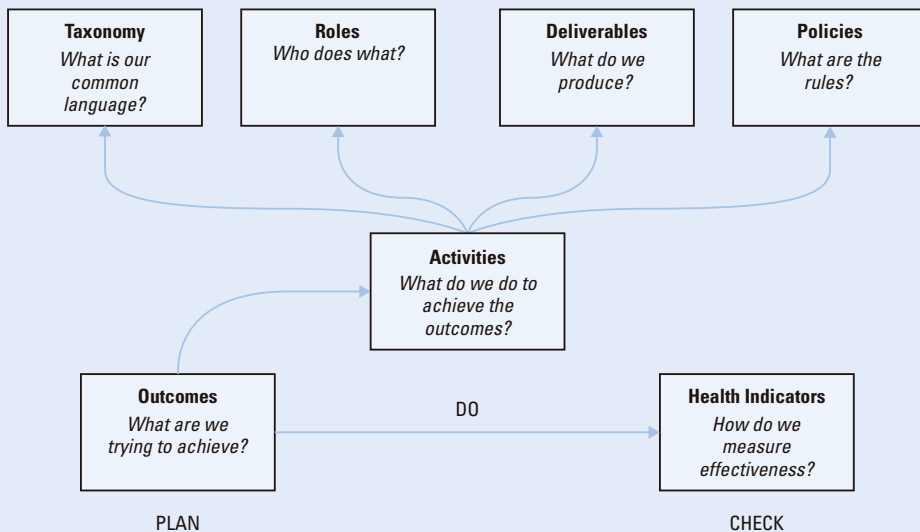 Taxonomy
What is our
common
language?
Roles
Who does what?
Deliverables
What do we
produce?
Policies
What are the
rules?
Activities
What do we do to
achieve the
outcomes?
Outcomes
What are we
trying to achieve?
DO
Health Indicators
How do we
measure
effectiveness?
PLAN
CHECK